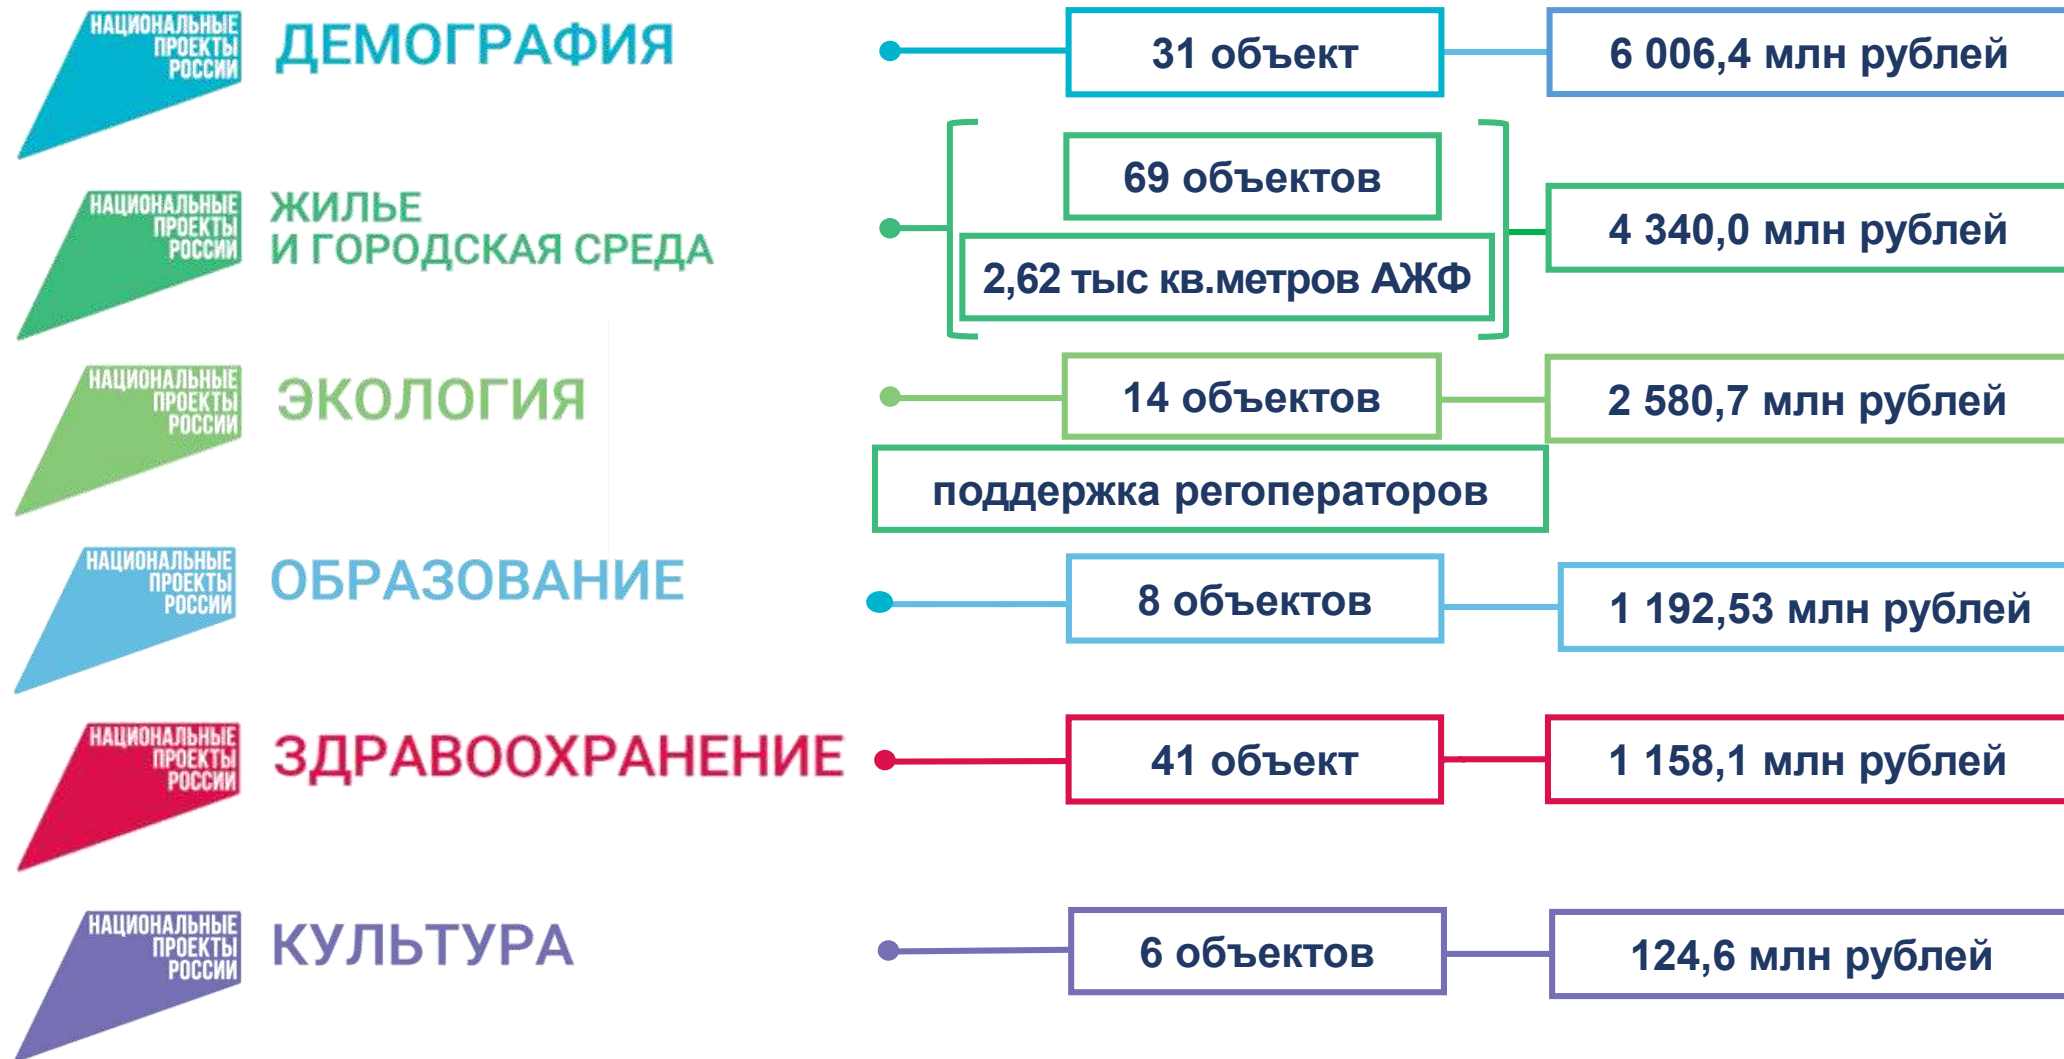 НАЦИОНАЛЬНЫЕ
ПРОЕКТЫ
РОССИИ
ДЕМОГРАФИЯ
31 объект
6 006,4 млн рублей
НАЦИОНАЛЬНЫЕ
ПРОЕКТЫ
РОССИИ
ЖИЛЬЕ
И ГОРОДСКАЯ СРЕДА
69 объектов
2,62 тыс кв.метров АЖФ
4 340,0 млн рублей
НАЦИОНАЛЬНЫЕ
ПРОЕКТЫ
РОССИИ
ЭКОЛОГИЯ
14 объектов
2 580,7 млн рублей
поддержка регоператоров
НАЦИОНАЛЬНЫЕ
ПРОЕКТЫ
РОССИИ
ОБРАЗОВАНИЕ
8 объектов
1 192,53 млн рублей
НАЦИОНАЛЬНЫЕ
ПРОЕКТЫ
РОССИИ
ЗДРАВООХРАНЕНИЕ
41 объект
1 158,1 млн рублей
НАЦИОНАЛЬНЫЕ
ПРОЕКТЫ
РОССИИ
КУЛЬТУРА
6 объектов
124,6 млн рублей